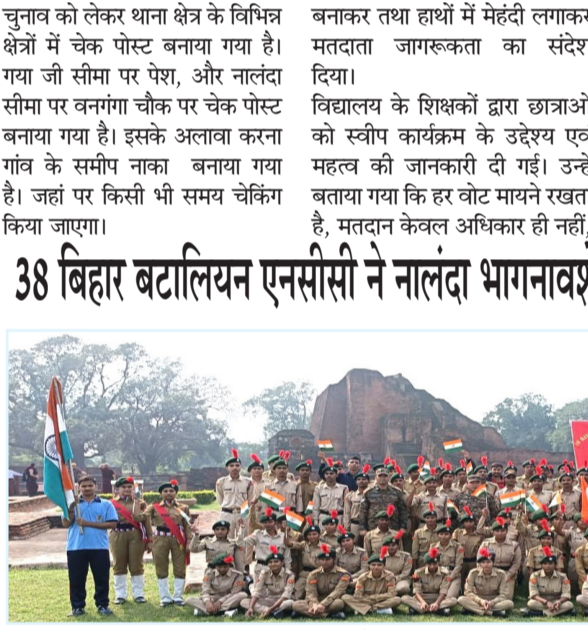 चुनाव को लेकर थाना क्षेत्र के विभिन्न
क्षेत्रों में चेक पोस्ट बनाया गया है।
गया जी सीमा पर पेश, और नालंदा
सीमा पर वनगंगा चौक पर चेक पोस्ट
बनाया गया है। इसके अलावा करना
गांव के समीप नाका बनाया गया
है। जहां पर किसी भी समय चेकिंग
किया जाएगा।
बनाकर तथा हाथों में मेहंदी लगाकर
मतदाता जागरूकता का संदेश
दिया।
विद्यालय के शिक्षकों द्वारा छात्राओं
को स्वीप कार्यक्रम के उद्देश्य एवं
महत्व की जानकारी दी गई। उन्हें
बताया गया कि हर वोट मायने रखता
है, मतदान केवल अधिकार ही नहीं,
38 बिहार बटालियन एनसीसी ने नालंदा भागनावशे